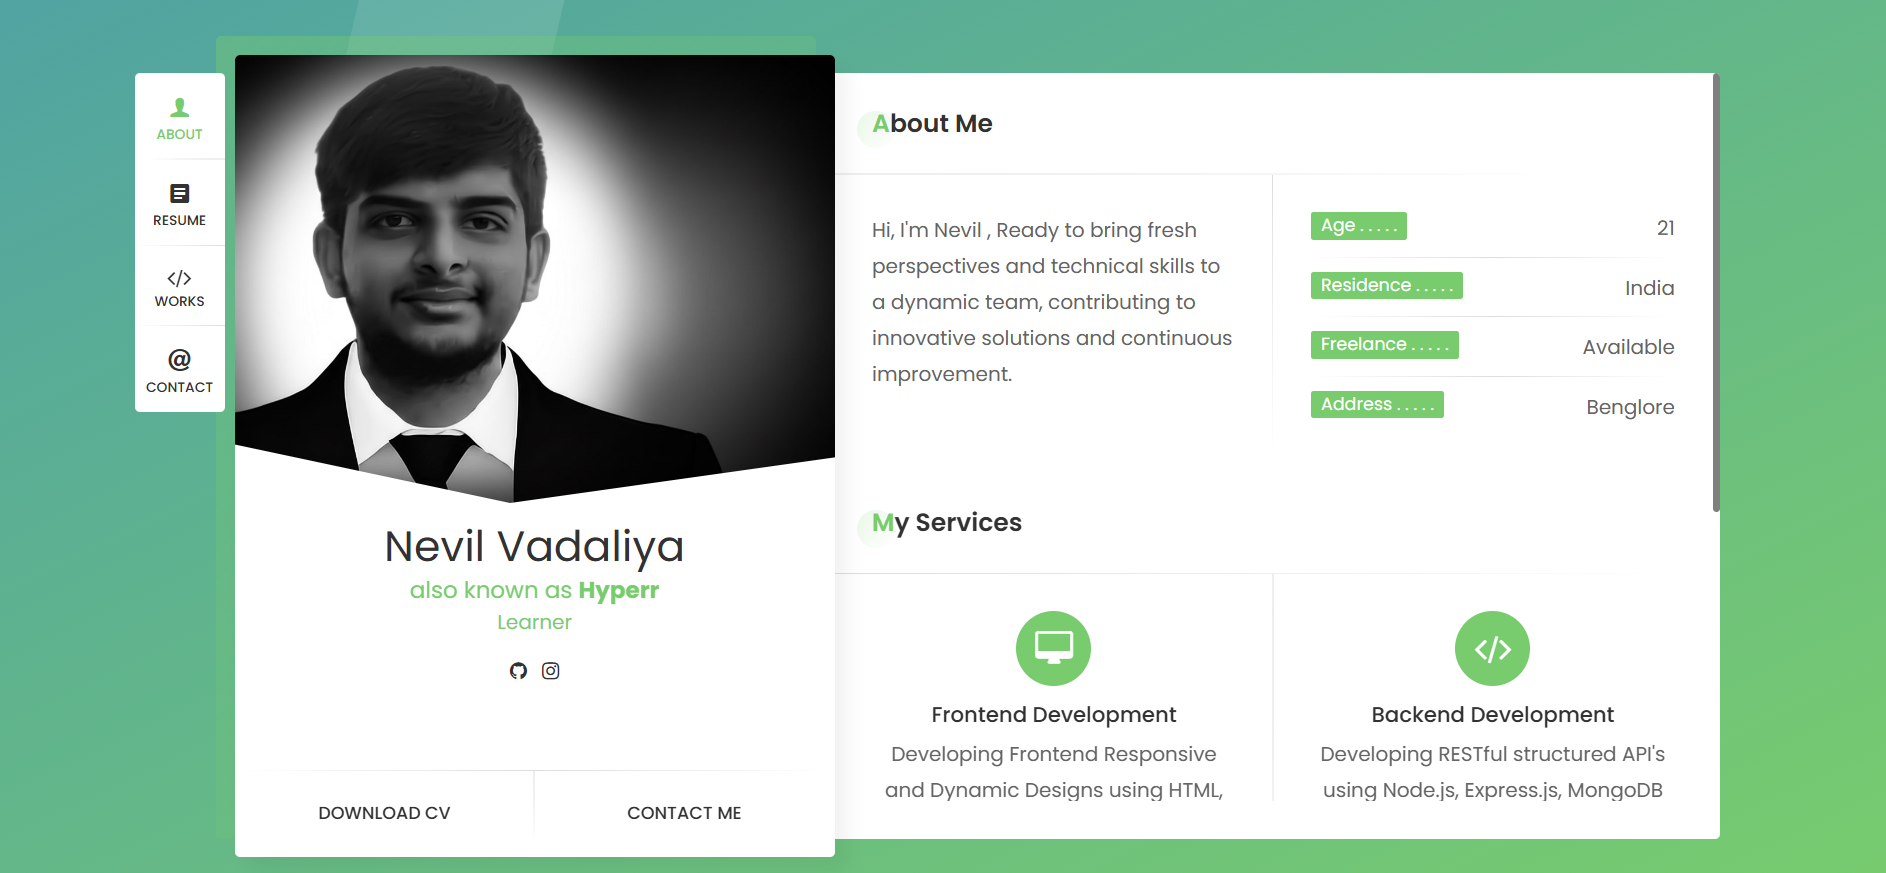 ABOUT
RESUME
WORKS
@
CONTACT
Nevil Vadaliya
also known as Hyperr
Learner
DOWNLOAD CV
CONTACT ME
About Me
Hi, I'm Nevil , Ready to bring fresh
perspectives and technical skills to
a dynamic team, contributing to
innovative solutions and continuous
improvement.
Age . . . . . 21
Residence . . . . . India
Freelance . . . . . Available
Address . . . . . Benglore
My Services
Frontend Development
Developing Frontend Responsive
and Dynamic Designs using HTML,
Backend Development
Developing RESTful structured API's
using Node.js, Express.js, MongoDB